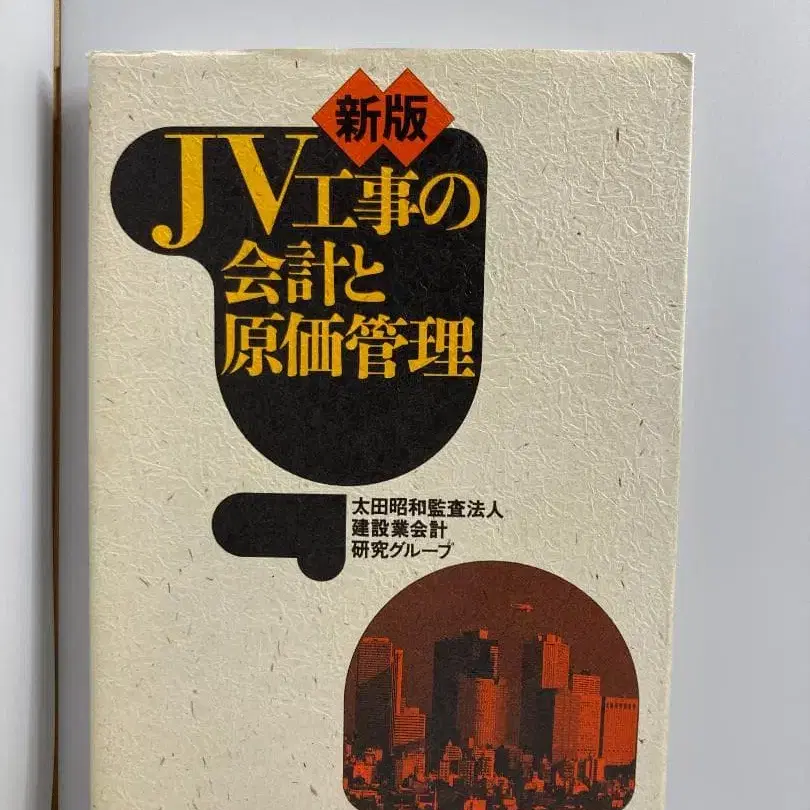 新版
JV工事の
会計と
原価管理
太田昭和監査法人
建設業会計
研究グループ